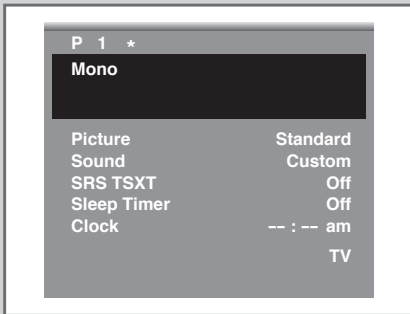 P 1 *
Mono
Picture Standard
Sound Custom
SRS TSXT Off
Sleep Timer Off
Clock -- : -- am
TV